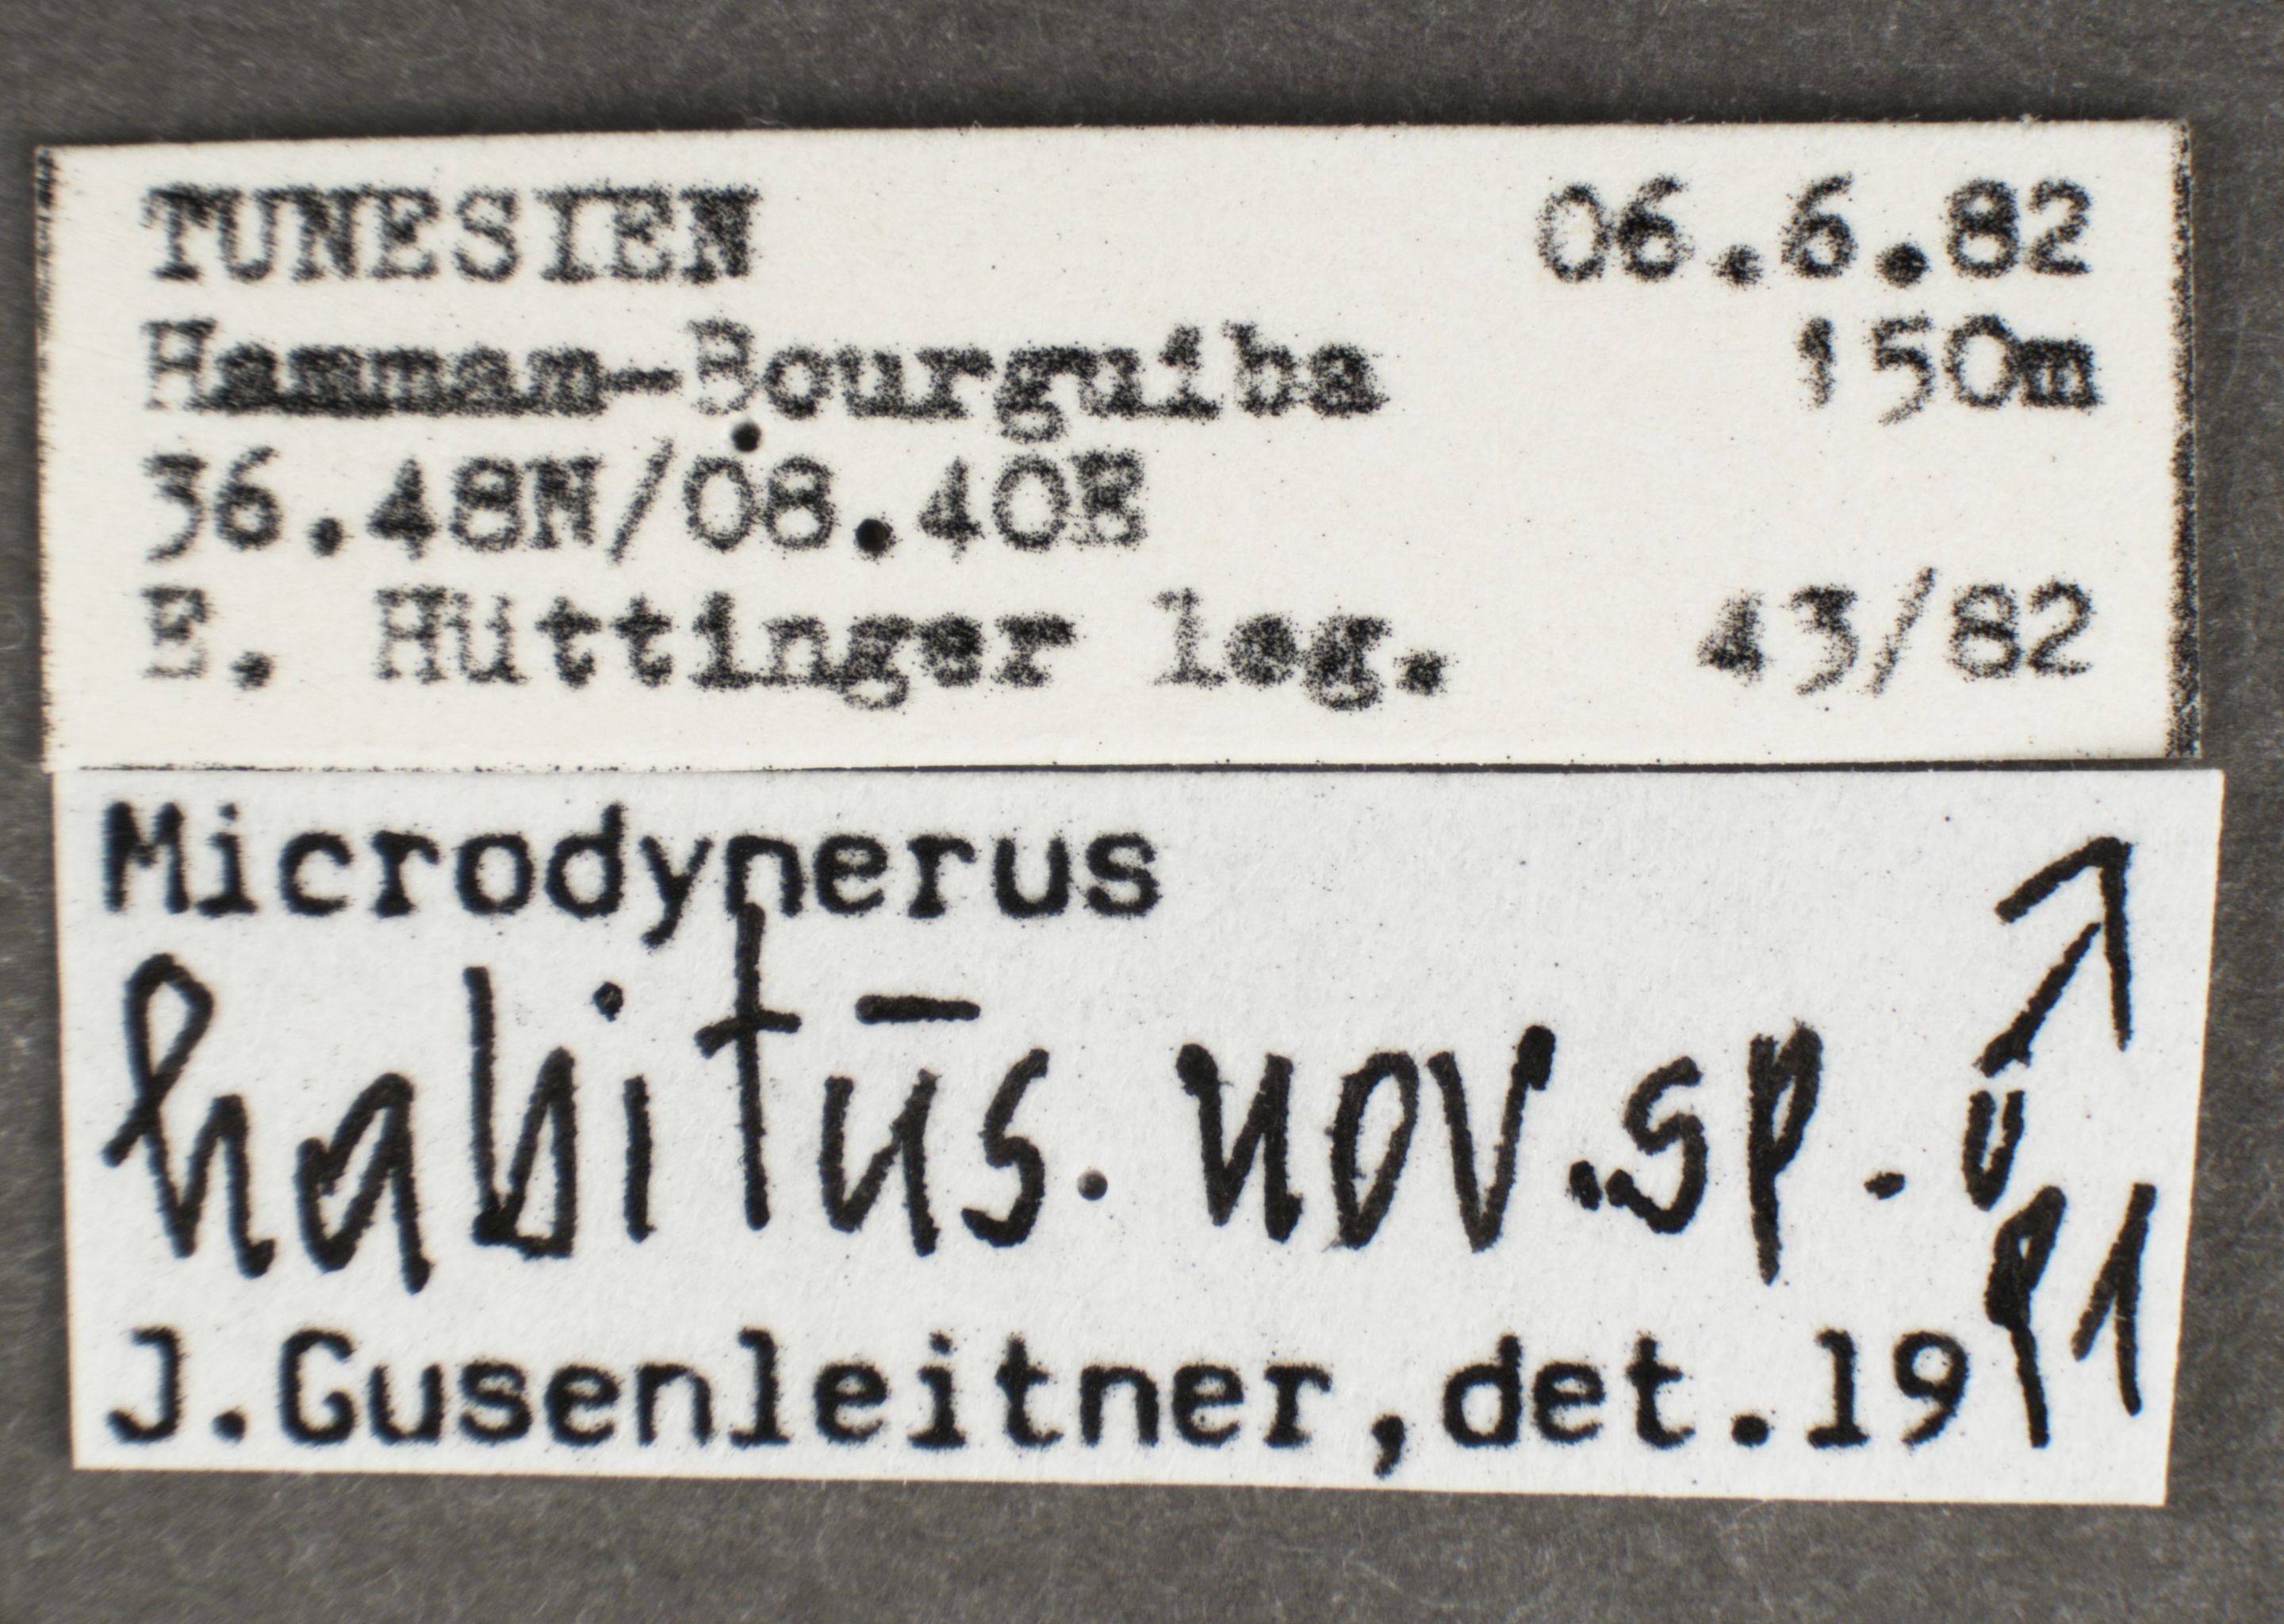 TUNESIEN 06.6.82
Hammam-Bourguiba 150m
36.48N/08.40E
E. Hüttinger leg. 43/82
Microdynerus
habitūs. nov.sp. ♂
J.Gusenleitner,det.1991